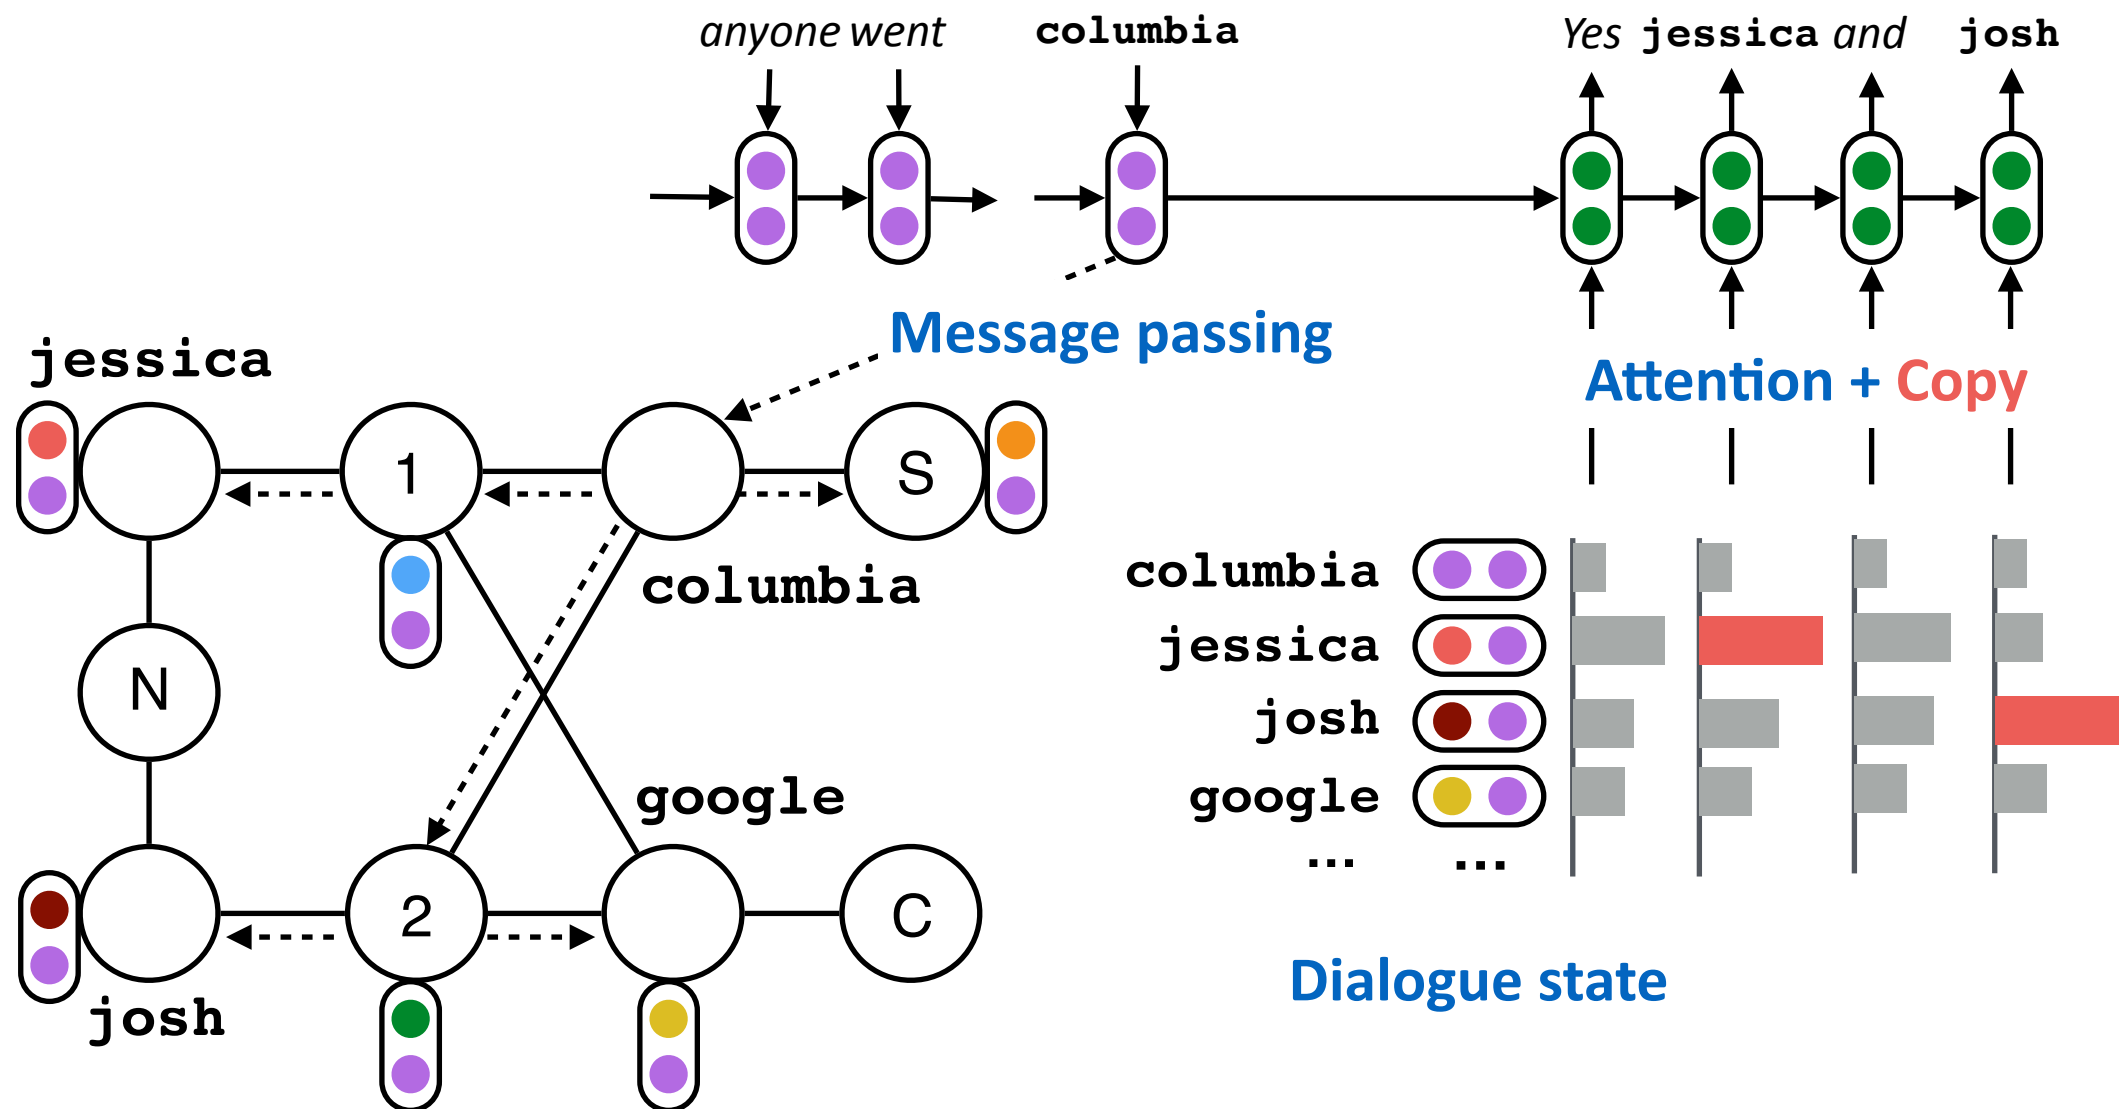 anyone went columbia Yes jessica and josh
Message passing
jessica
Attention + Copy
1
S
columbia
N
google
2
C
josh
columbia
jessica
josh
google
... ...
Dialogue state